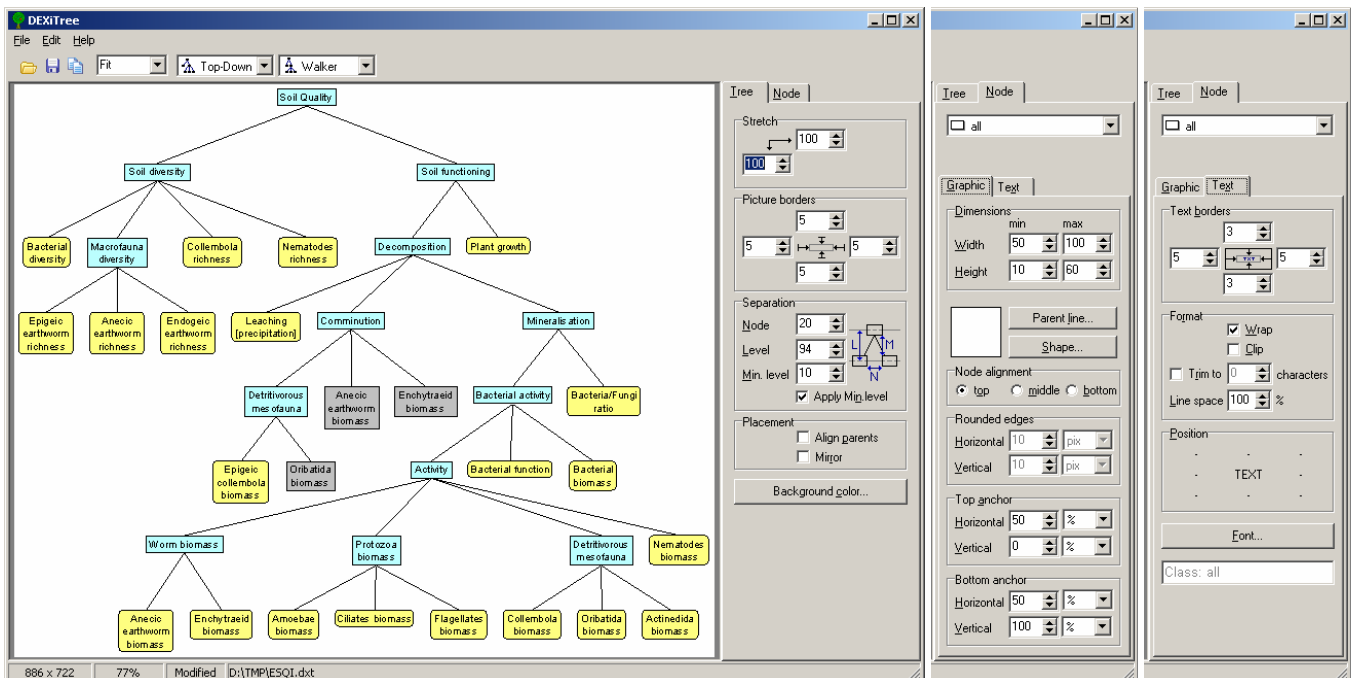 DEXiTree
File Edit Help
Fit Top-Down Walker
Soil Quality
Soil diversity Soil functioning
Bacterial diversity
Macrofauna diversity
Collembola richness
Nematodes richness
Decomposition
Plant growth
Epigeic earthworm richness
Anecic earthworm richness
Endogeic earthworm richness
Leaching [precipitation]
Comminution
Mineralisation
Detritivorous mesofauna
Anecic earthworm biomass
Enchytraeid biomass
Bacterial activity
Bacteria/Fungi ratio
Epigeic collembola biomass
Oribatida biomass
Activity
Bacterial function
Bacterial biomass
Worm biomass
Protozoa biomass
Detritivorous mesofauna
Nematodes biomass
Anecic earthworm biomass
Enchytraeid biomass
Amoebae biomass
Ciliates biomass
Flagellates biomass
Collembola biomass
Oribatida biomass
Actinedida biomass
886 x 722 77% Modified D:\TMP\ESQI.dxt
Tree Node
Stretch
100
100
Picture borders
5
5 5
5
Separation
Node 20
Level 94
Min. level 10
L M
N
Apply Min.level
Placement
Align parents
Mirror
Background color...
Tree Node
all
Graphic Text
Dimensions
min max
Width 50 100
Height 10 60
Parent line...
Shape...
Node alignment
top middle bottom
Rounded edges
Horizontal 10 pix
Vertical 10 pix
Top anchor
Horizontal 50 %
Vertical 0 %
Bottom anchor
Horizontal 50 %
Vertical 100 %
Tree Node
all
Graphic Text
Text borders
3
5 5
3
Format
Wrap
Clip
Trim to 0 characters
Line space 100 %
Position
TEXT
Font...
Class: all